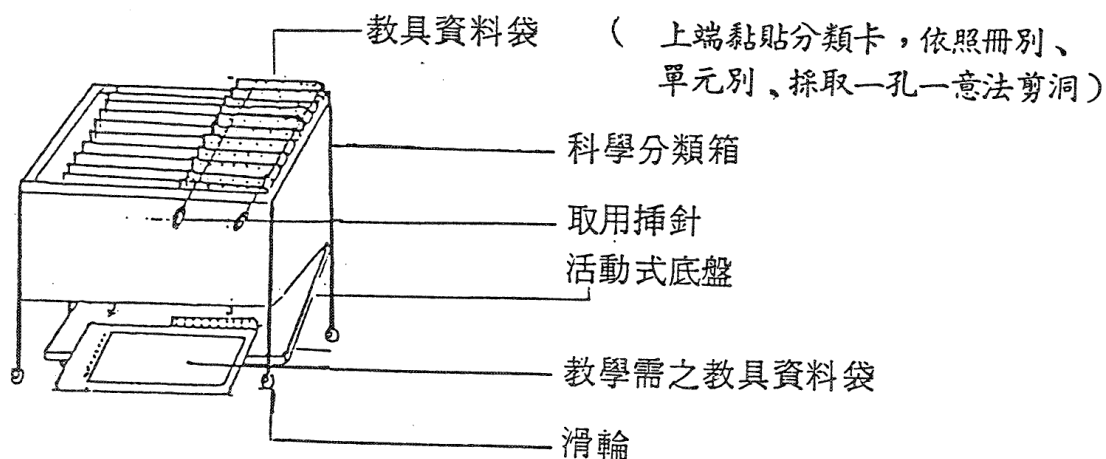 教具資料袋 ( 上端黏貼分類卡，依照冊別、
單元別、採取一孔一意法剪洞)
科學分類箱
取用挿針
活動式底盤
教學需之教具資料袋
滑輪